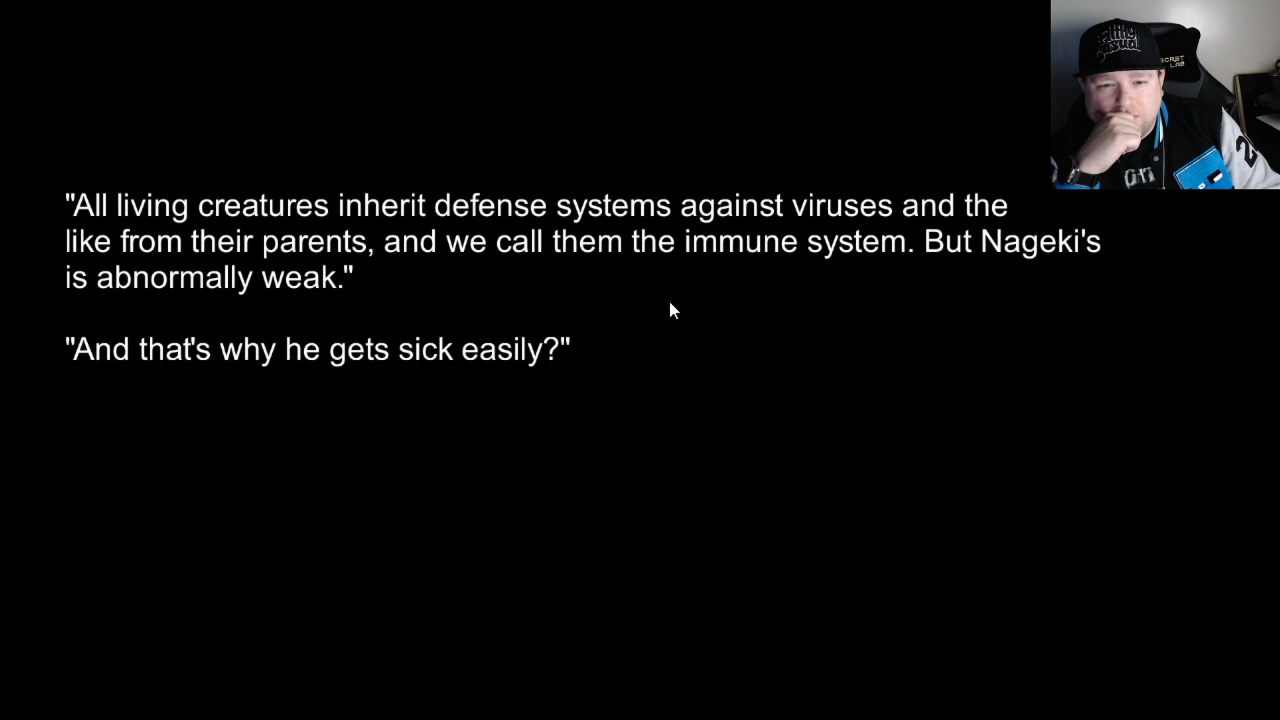 "All living creatures inherit defense systems against viruses and the
like from their parents, and we call them the immune system. But Nageki's
is abnormally weak."
"And that's why he gets sick easily?"